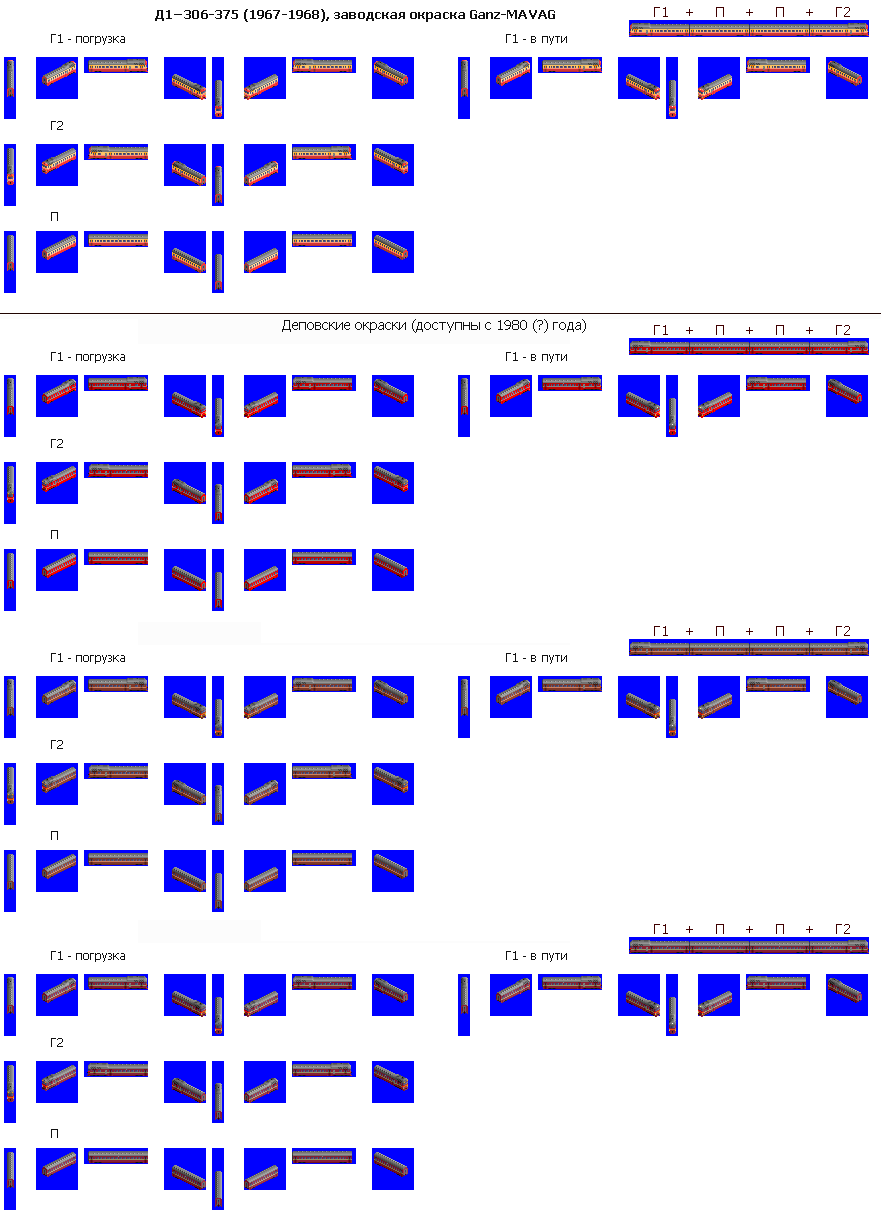 Д1-306-375 (1967-1968), заводская окраска Ganz-MAVAG
Г1 + П + П + Г2
Г1 - погрузка
Г1 - в пути
Г2
П
Деповские окраски (доступны с 1980 (?) года)
Г1 + П + П + Г2
Г1 - погрузка
Г1 - в пути
Г2
П
Г1 + П + П + Г2
Г1 - погрузка
Г1 - в пути
Г2
П
Г1 + П + П + Г2
Г1 - погрузка
Г1 - в пути
Г2
П